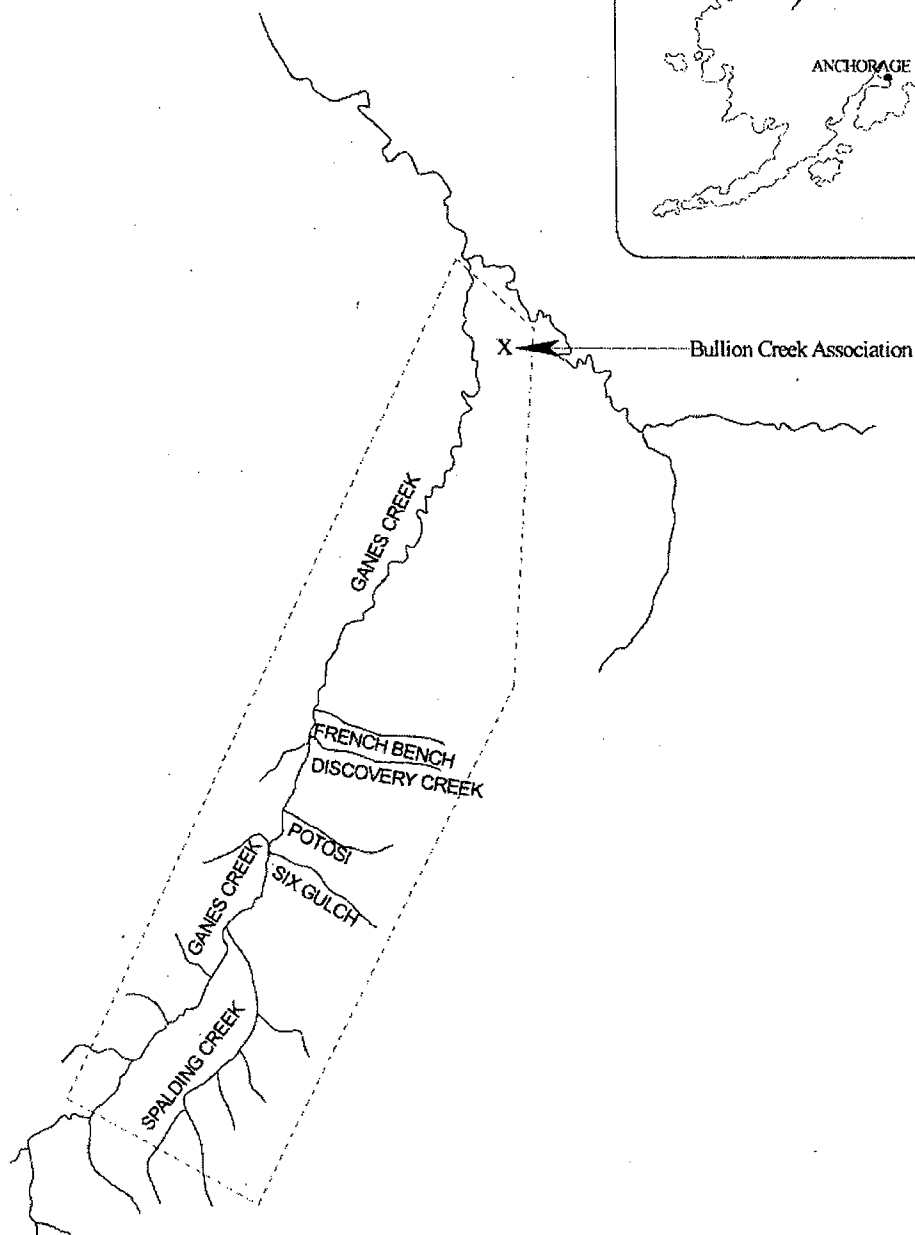 ANCHORAGE
X
Bullion Creek Association
GANES CREEK
FRENCH BENCH
DISCOVERY CREEK
POTOSI
SIX GULCH
GANES CREEK
SPALDING CREEK